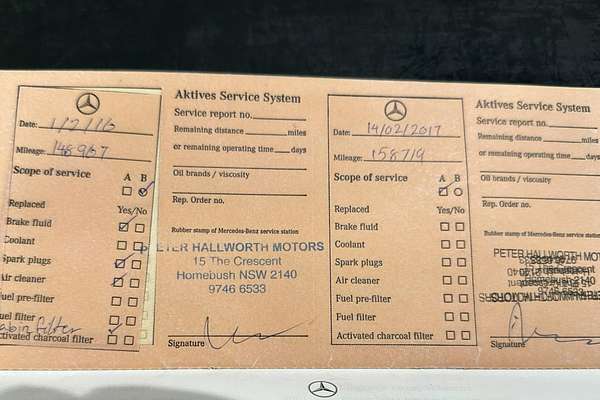 Date: 1/2/16
Mileage: 148967
Scope of service A B
Replaced Yes/No
Brake fluid
Coolant
Spark plugs
Air cleaner
Fuel pre-filter
Fuel filter
Cabin filter
Activated charcoal filter
Aktives Service System
Service report no.
Remaining distance miles
or remaining operating time days
Oil brands / viscosity
Rep. Order no.
Rubber stamp of Mercedes-Benz service station
PETER HALLWORTH MOTORS
15 The Crescent
Homebush NSW 2140
9746 6533
Signature
Date: 14/02/2017
Mileage: 158719
Scope of service A B
Replaced Yes/No
Brake fluid
Coolant
Spark plugs
Air cleaner
Fuel pre-filter
Fuel filter
Activated charcoal filter
Aktives Service System
Service report no.
Remaining distance miles
or remaining operating time days
Oil brands / viscosity
Rep. Order no.
Rubber stamp of Mercedes-Benz service
PETER HALLWORTH MO
Signature